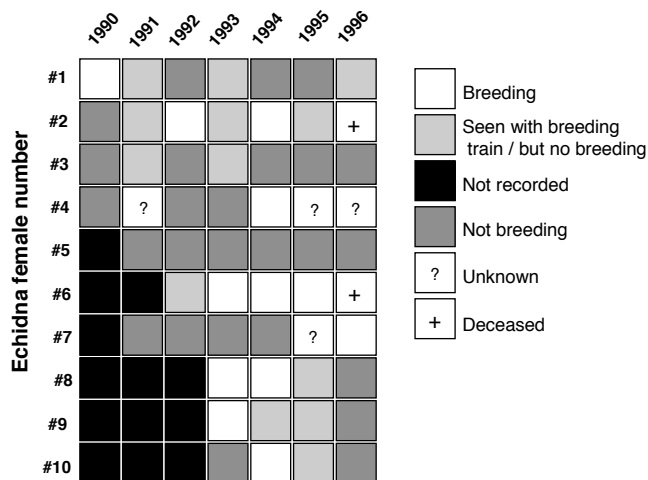 1990 1991 1992 1993 1994 1995 1996
Echidna female number
#1
#2 +
#3
#4 ? ? ?
#5
#6 +
#7 ?
#8
#9
#10
Breeding
Seen with breeding
train / but no breeding
Not recorded
Not breeding
? Unknown
+ Deceased